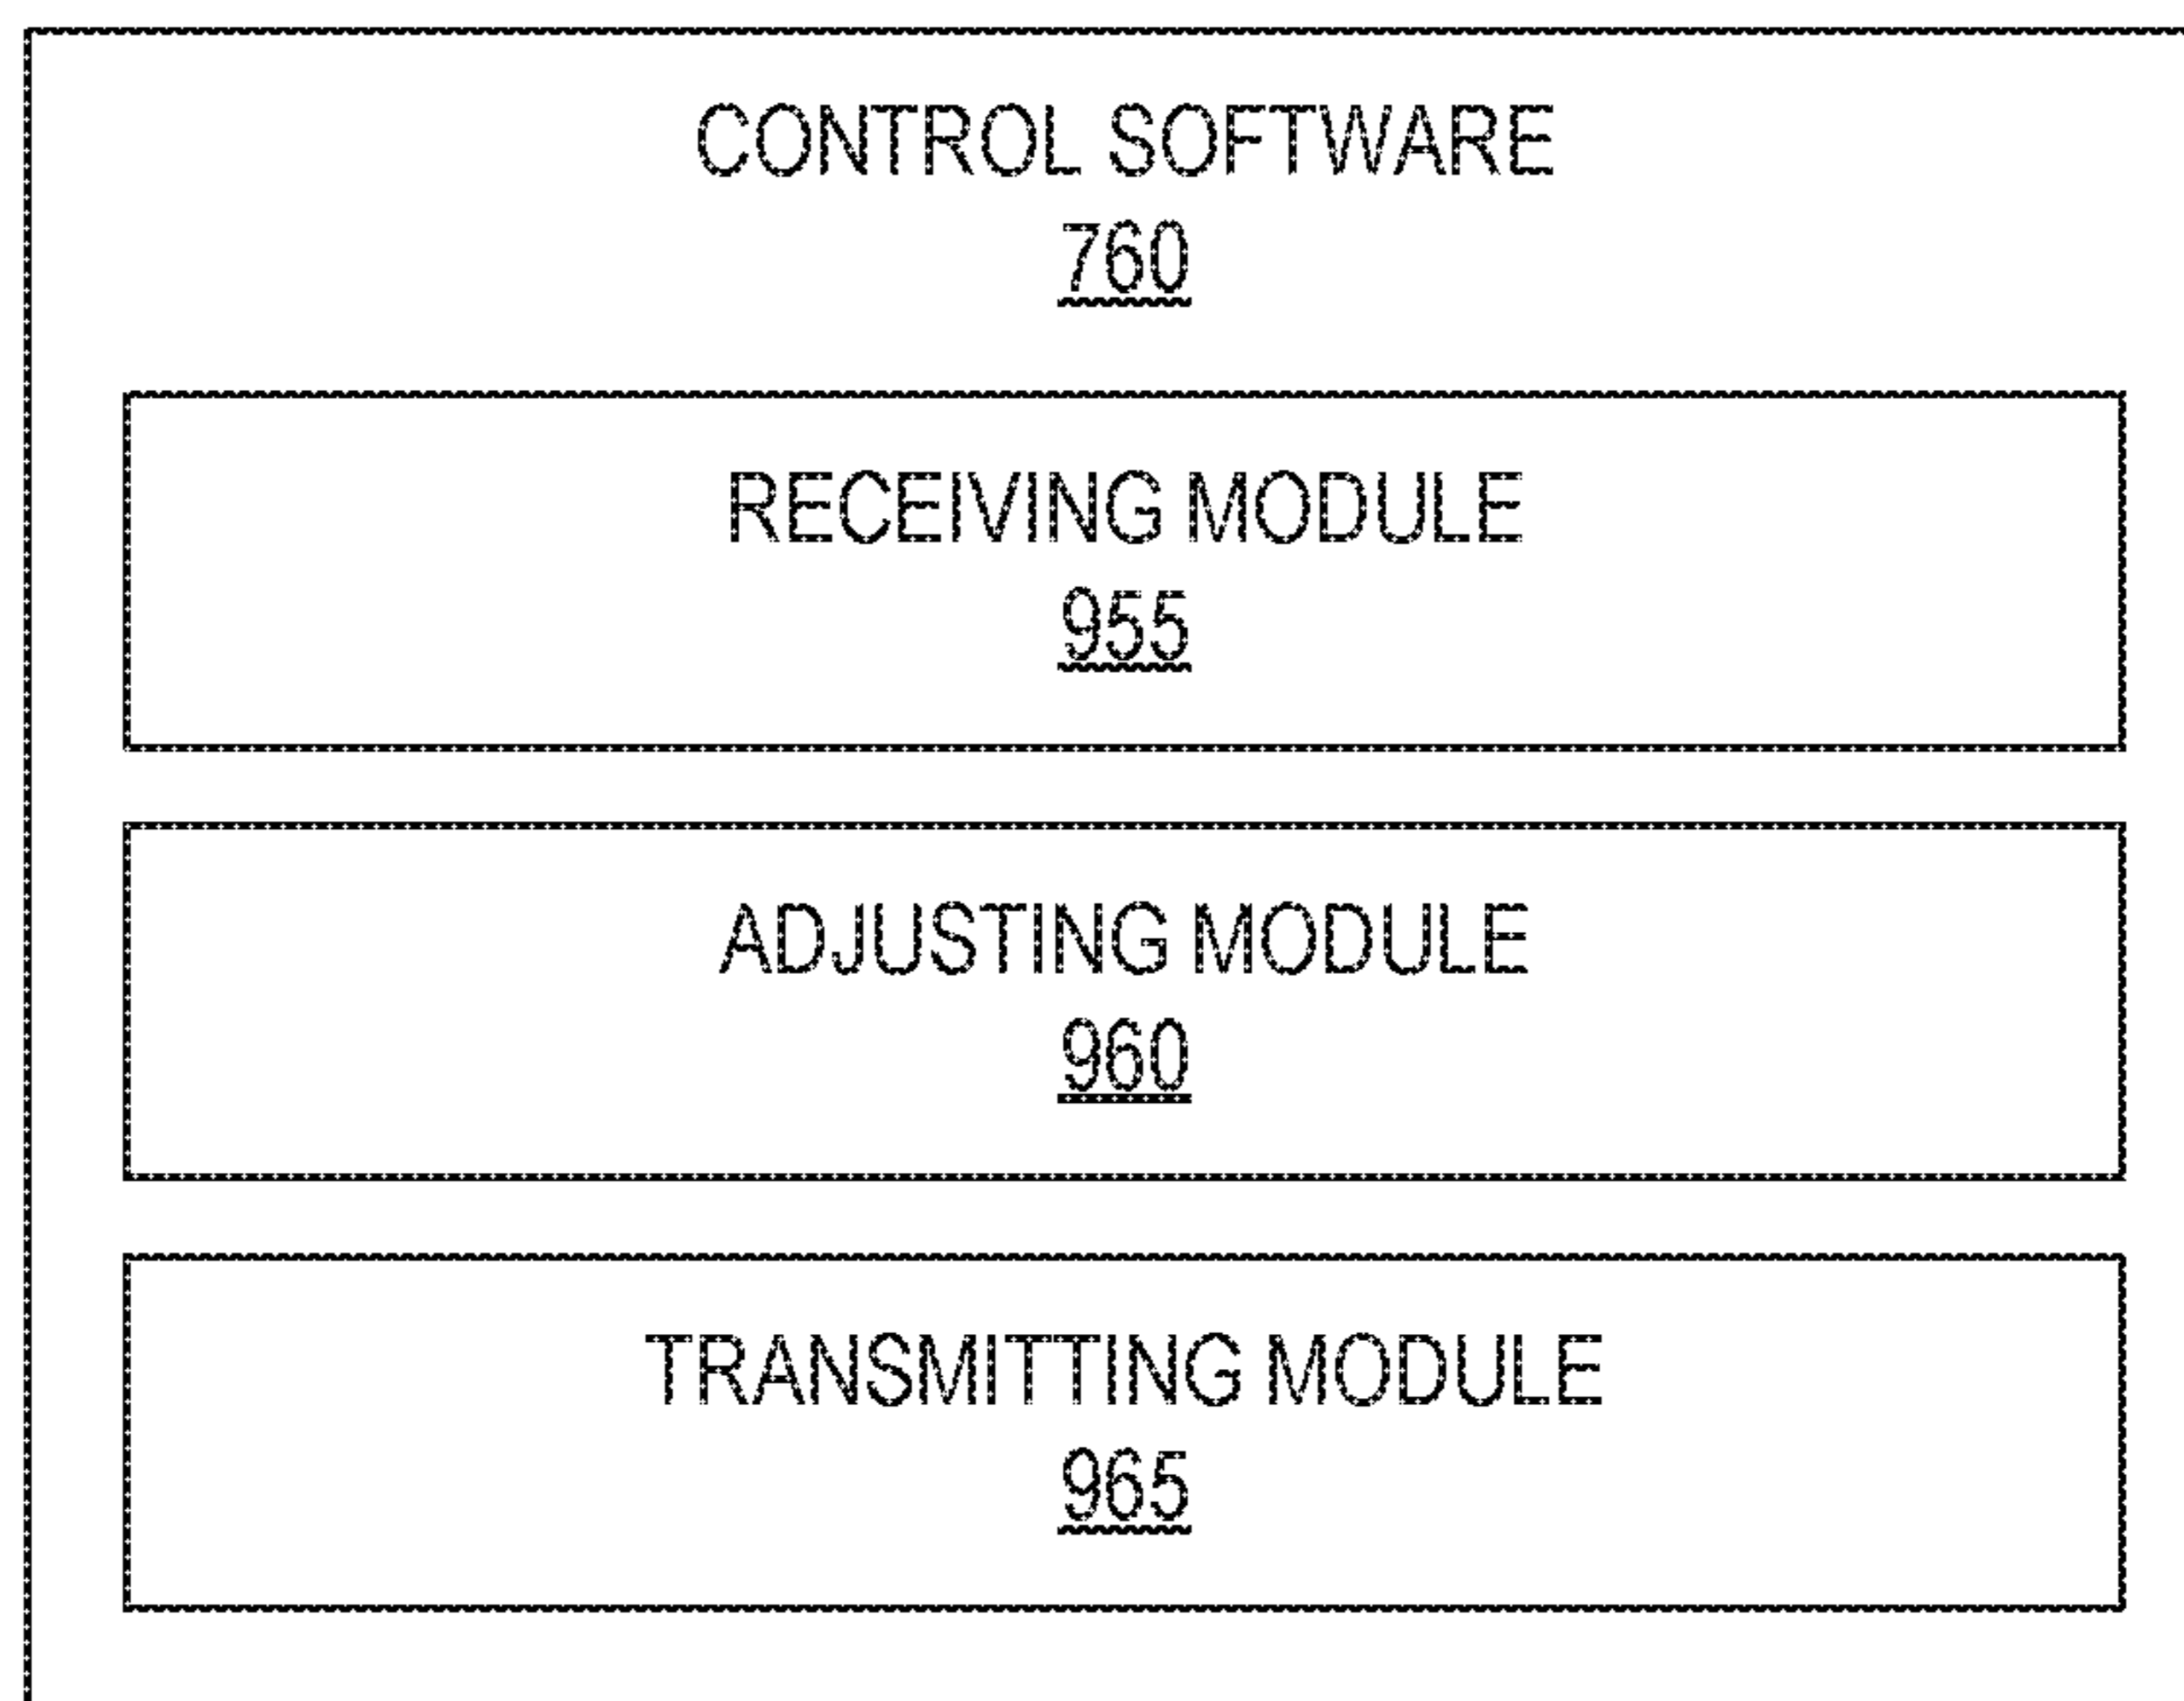 CONTROL SOFTWARE
760
RECEIVING MODULE
955
ADJUSTING MODULE
960
TRANSMITTING MODULE
965